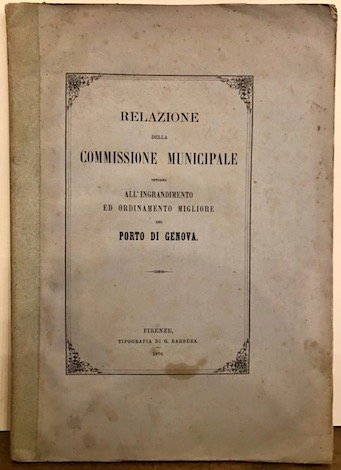 RELAZIONE
DELLA
COMMISSIONE MUNICIPALE
INTORNO
ALL'INGRANDIMENTO
ED ORDINAMENTO MIGLIORE
DEL
PORTO DI GENOVA.
FIRENZE,
TIPOGRAFIA DI G. BARBÈRA.